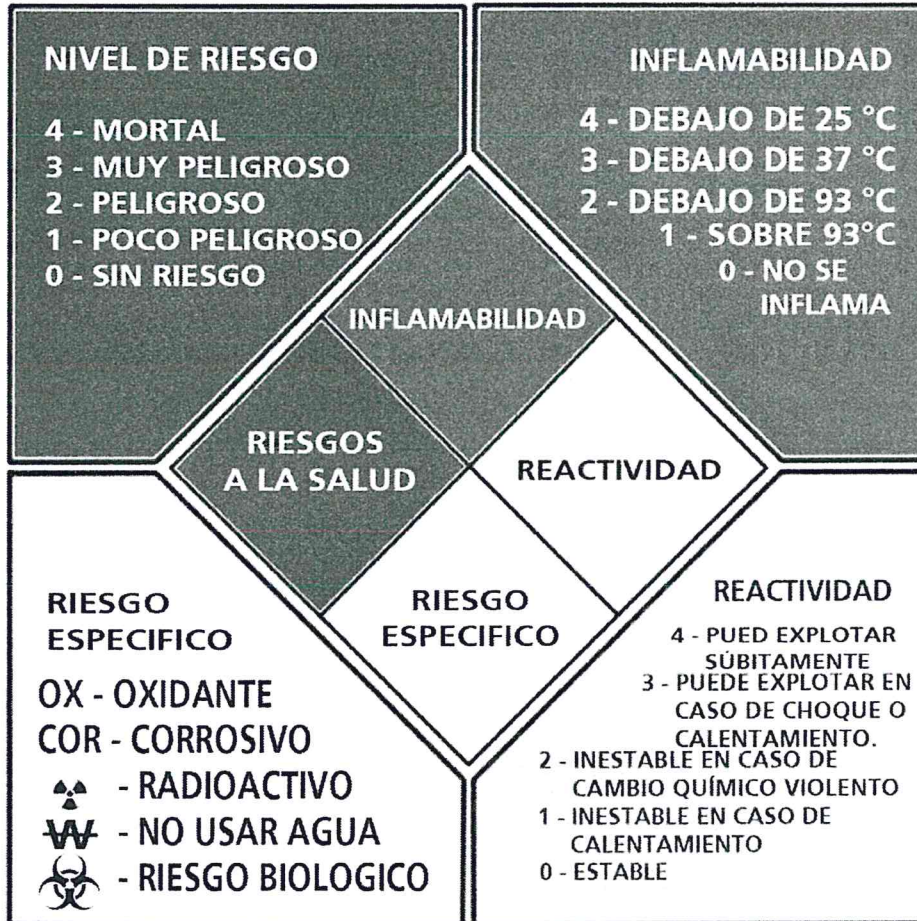 NIVEL DE RIESGO
4 - MORTAL
3 - MUY PELIGROSO
2 - PELIGROSO
1 - POCO PELIGROSO
0 - SIN RIESGO
INFLAMABILIDAD
4 - DEBAJO DE 25 °C
3 - DEBAJO DE 37 °C
2 - DEBAJO DE 93 °C
1 - SOBRE 93°C
0 - NO SE
INFLAMA
INFLAMABILIDAD
RIESGOS
A LA SALUD
REACTIVIDAD
RIESGO
ESPECIFICO
RIESGO
ESPECIFICO
OX - OXIDANTE
COR - CORROSIVO
- RADIOACTIVO
W - NO USAR AGUA
- RIESGO BIOLOGICO
REACTIVIDAD
4 - PUED EXPLOTAR
SÚBITAMENTE
3 - PUEDE EXPLOTAR EN
CASO DE CHOQUE O
CALENTAMIENTO.
2 - INESTABLE EN CASO DE
CAMBIO QUÍMICO VIOLENTO
1 - INESTABLE EN CASO DE
CALENTAMIENTO
0 - ESTABLE